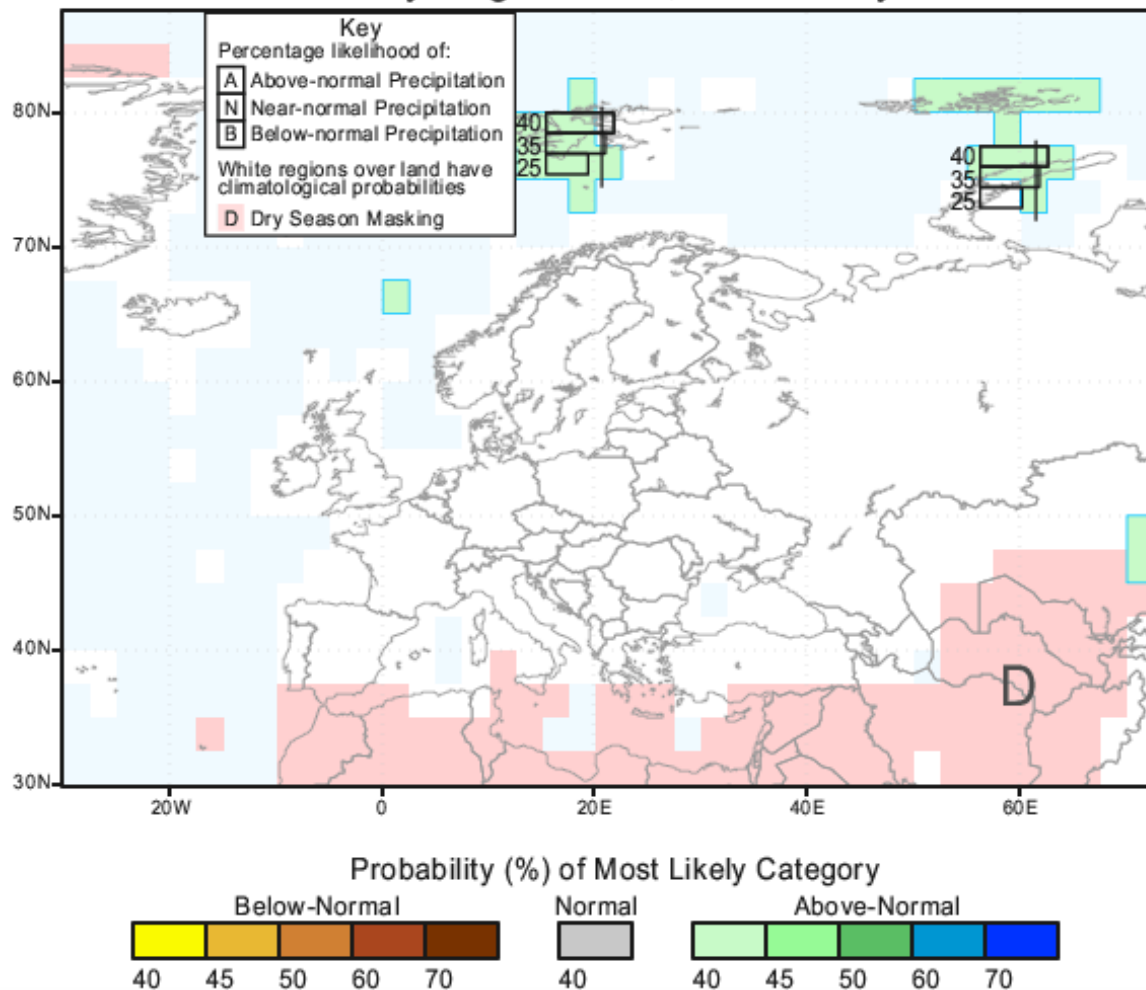 Key
Percentage likelihood of:
A Above-normal Precipitation
N Near-normal Precipitation
B Below-normal Precipitation
White regions over land have
climatological probabilities
D Dry Season Masking
40
35
25
40
35
25
D
80N
70N
60N
50N
40N
30N
20W 0 20E 40E 60E
Probability (%) of Most Likely Category
Below-Normal Normal Above-Normal
40 45 50 60 70 40 40 45 50 60 70